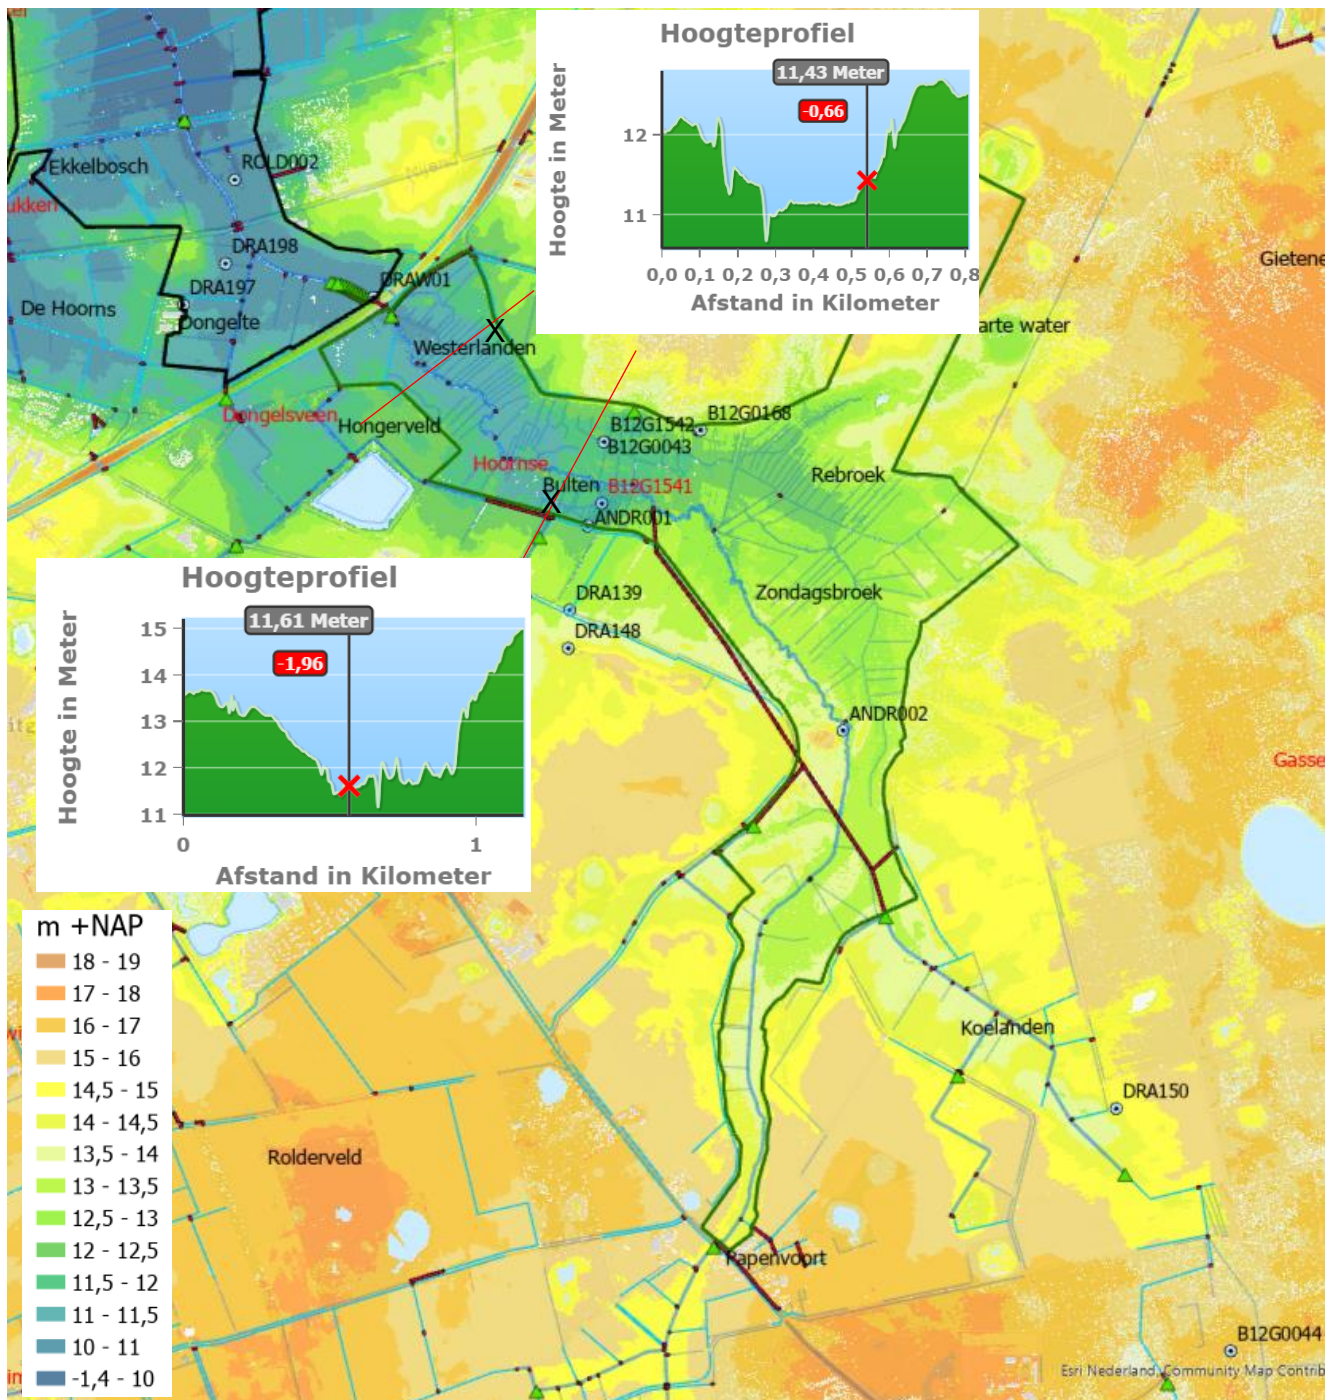 Hoogteprofiel
Hoogte in Meter
11,43 Meter
-0,66
12
11
0,0 0,1 0,2 0,3 0,4 0,5 0,6 0,7 0,8
Afstand in Kilometer
Ekkelbosch
ROLD002
ukken
DRA198
DRA197
DRAW01
De Hoorns
Dongelte
Westerlanden
X
Gietene
arte water
Dongelsveen
Hongerveld
B12G1542
B12G0168
B12G0043
Hoornse
Bulten
X
B12G1541
Rebroek
ANDR001
Zondagsbroek
DRA139
DRA148
ANDR002
Gasse
Hoogteprofiel
Hoogte in Meter
11,61 Meter
-1,96
15
14
13
12
11
0 1
Afstand in Kilometer
m +NAP
18 - 19
17 - 18
16 - 17
15 - 16
14,5 - 15
14 - 14,5
13,5 - 14
13 - 13,5
12,5 - 13
12 - 12,5
11,5 - 12
11 - 11,5
10 - 11
-1,4 - 10
Koelanden
DRA150
Rolderveld
Papenvoort
B12G0044
Esri Nederland, Community Map Contrib